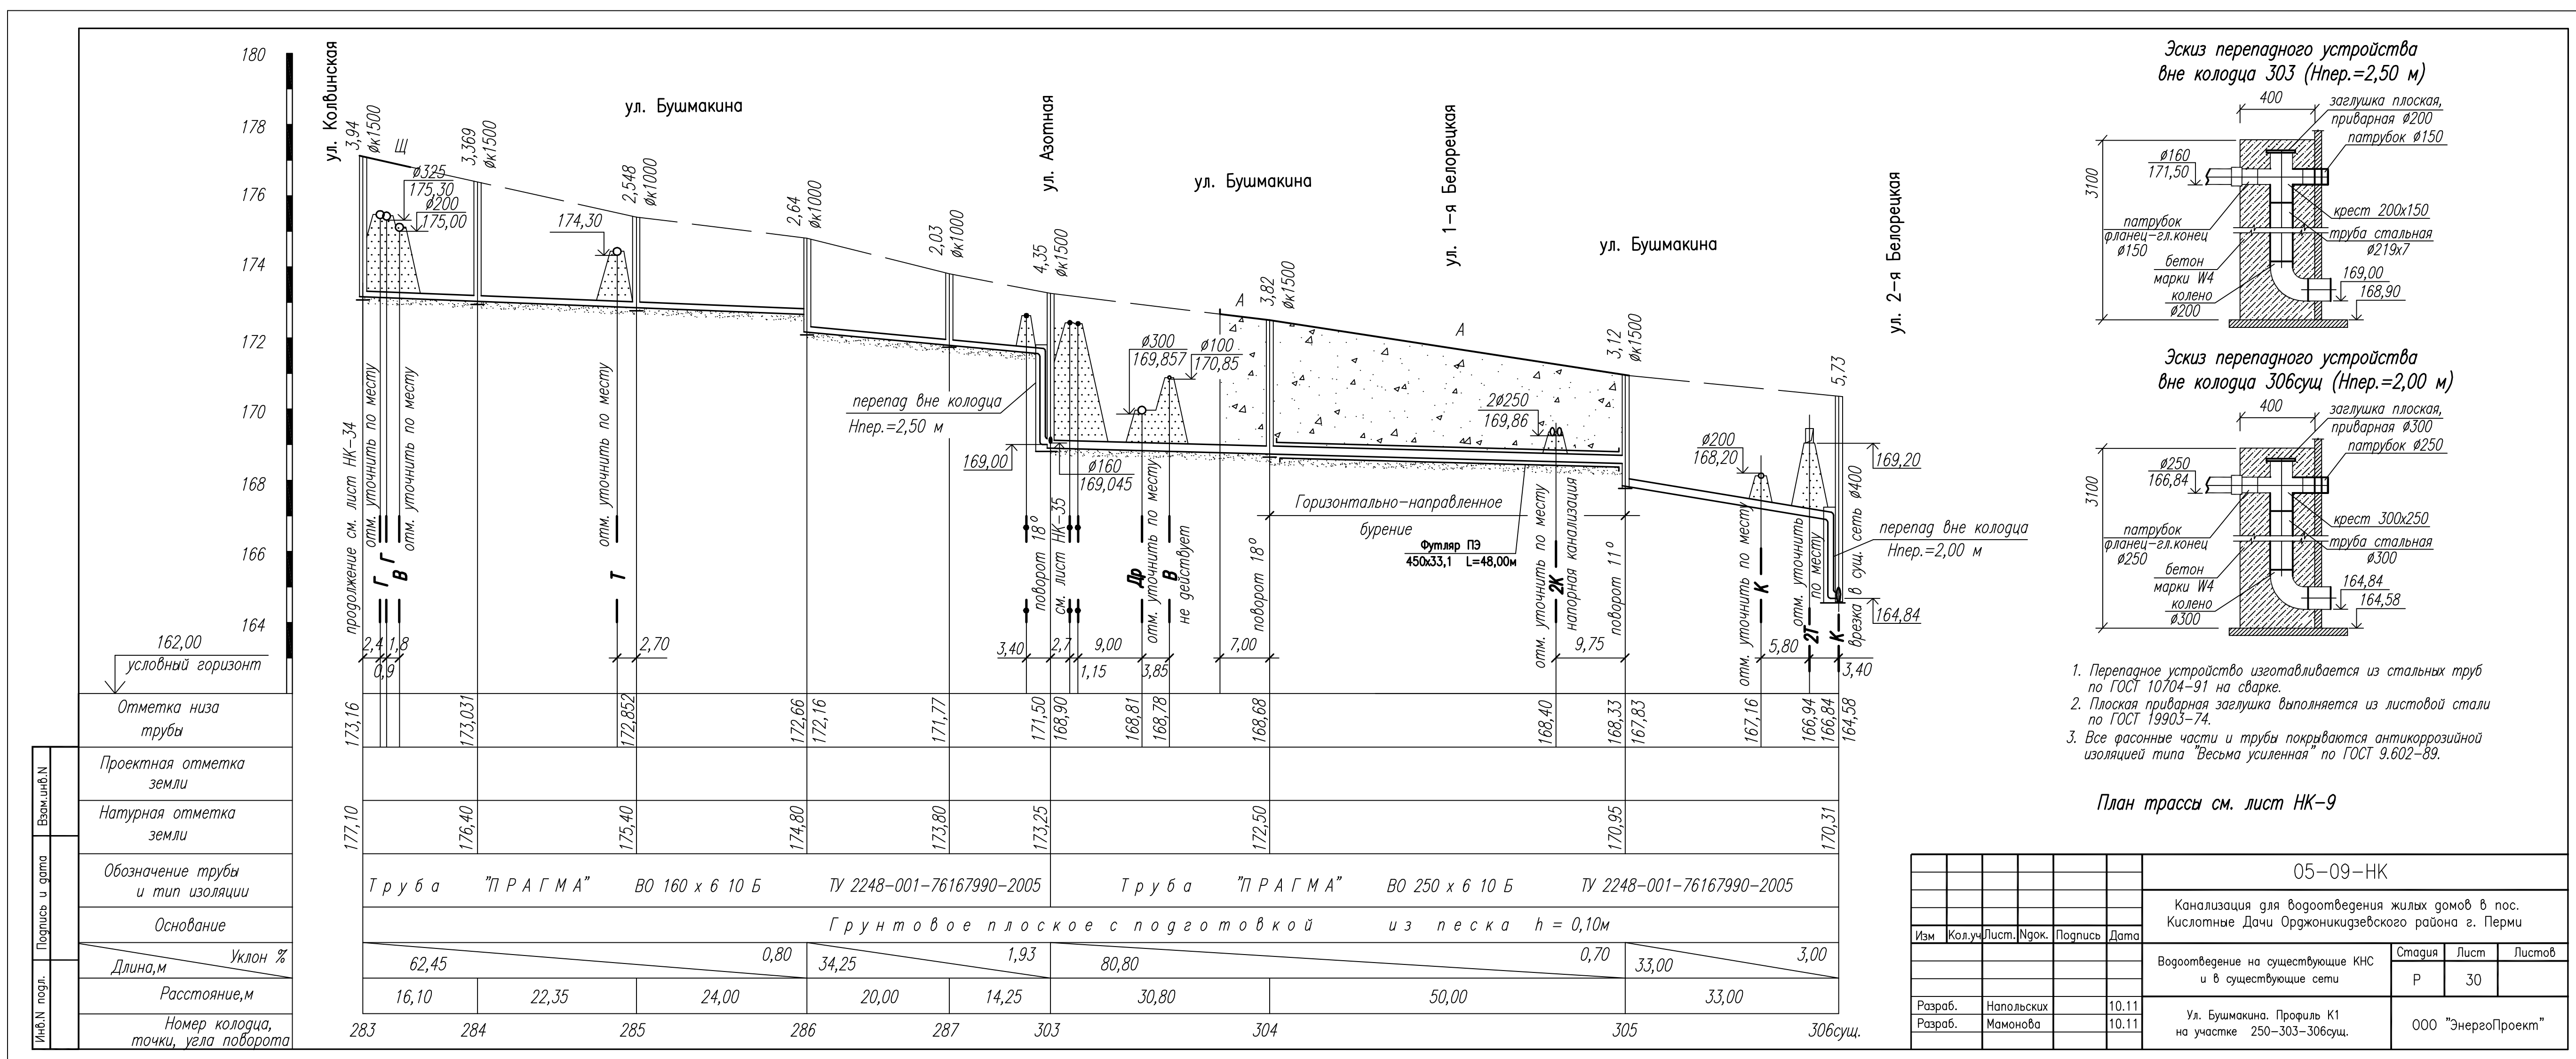 180
178
176
174
172
170
168
166
164
162,00
условный горизонт
ул. Колвинская
3,94
øк1500
Щ
3,369
øк1500
ø325
175,30
ø200
175,00
ул. Бушмакина
2,548
øк1000
174,30
2,64
øк1000
2,03
øк1000
ул. Азотная
4,35
øк1500
ул. Бушмакина
А
3,82
øк1500
А
ул. 1-я Белорецкая
ул. Бушмакина
3,12
øк1500
ул. 2-я Белорецкая
5,73
перепад вне колодца
Нпер.=2,50 м
169,00
ø160
169,045
ø300
169,857
ø100
170,85
2ø250
169,86
ø200
168,20
169,20
164,84
Горизонтально-направленное
бурение
Футляр ПЭ
450х33,1 L=48,00м
перепад вне колодца
Нпер.=2,00 м
продолжение см. лист НК-34
отм. уточнить по месту
отм. уточнить по месту
Г
Г
В
отм. уточнить по месту
Т
поворот 18°
см. лист НК-35
Др
отм. уточнить по месту
В
не действует
поворот 18°
отм. уточнить по месту
2К
напорная канализация
поворот 11°
отм. уточнить по месту
К
отм. уточнить
по месту
2Т
К
врезка в сущ. сеть ø400
2,4
0,9
1,8
2,70
3,40
2,7
1,15
9,00
3,85
7,00
9,75
5,80
3,40
Отметка низа
трубы
173,16
173,031
172,852
172,66
172,16
171,77
171,50
168,90
168,81
168,78
168,68
168,40
168,33
167,83
167,16
166,94
166,84
164,58
Проектная отметка
земли
Натурная отметка
земли
177,10
176,40
175,40
174,80
173,80
173,25
172,50
170,95
170,31
Обозначение трубы
и тип изоляции
Труба "ПРАГМА" ВО 160 х 6 10 Б ТУ 2248-001-76167990-2005
Труба "ПРАГМА" ВО 250 х 6 10 Б ТУ 2248-001-76167990-2005
Основание
Грунтовое плоское с подготовкой из песка h = 0,10м
Уклон %
Длина,м
62,45
0,80
34,25
1,93
80,80
0,70
33,00
3,00
Расстояние,м
16,10
22,35
24,00
20,00
14,25
30,80
50,00
33,00
Номер колодца,
точки, угла поворота
283
284
285
286
287
303
304
305
306сущ.
Взам.инв.N
Подпись и дата
Инв.N подл.
Эскиз перепадного устройства
вне колодца 303 (Нпер.=2,50 м)
400
заглушка плоская,
приварная ø200
патрубок ø150
ø160
171,50
3100
крест 200х150
патрубок
фланец-гл.конец
ø150
труба стальная
ø219х7
бетон
марки W4
169,00
168,90
колено
ø200
Эскиз перепадного устройства
вне колодца 306сущ (Нпер.=2,00 м)
400
заглушка плоская,
приварная ø300
патрубок ø250
ø250
166,84
3100
крест 300х250
патрубок
фланец-гл.конец
ø250
труба стальная
ø300
бетон
марки W4
164,84
164,58
колено
ø300
1. Перепадное устройство изготавливается из стальных труб
по ГОСТ 10704-91 на сварке.
2. Плоская приварная заглушка выполняется из листовой стали
по ГОСТ 19903-74.
3. Все фасонные части и трубы покрываются антикоррозийной
изоляцией типа "Весьма усиленная" по ГОСТ 9.602-89.
План трассы см. лист НК-9
05-09-НК
Канализация для водоотведения жилых домов в пос.
Кислотные Дачи Орджоникидзевского района г. Перми
Изм Кол.уч Лист. Nдок. Подпись Дата
Водоотведение на существующие КНС
и в существующие сети
Стадия Лист Листов
Р 30
Разраб. Напольских 10.11
Разраб. Мамонова 10.11
Ул. Бушмакина. Профиль К1
на участке 250-303-306сущ.
ООО "ЭнергоПроект"